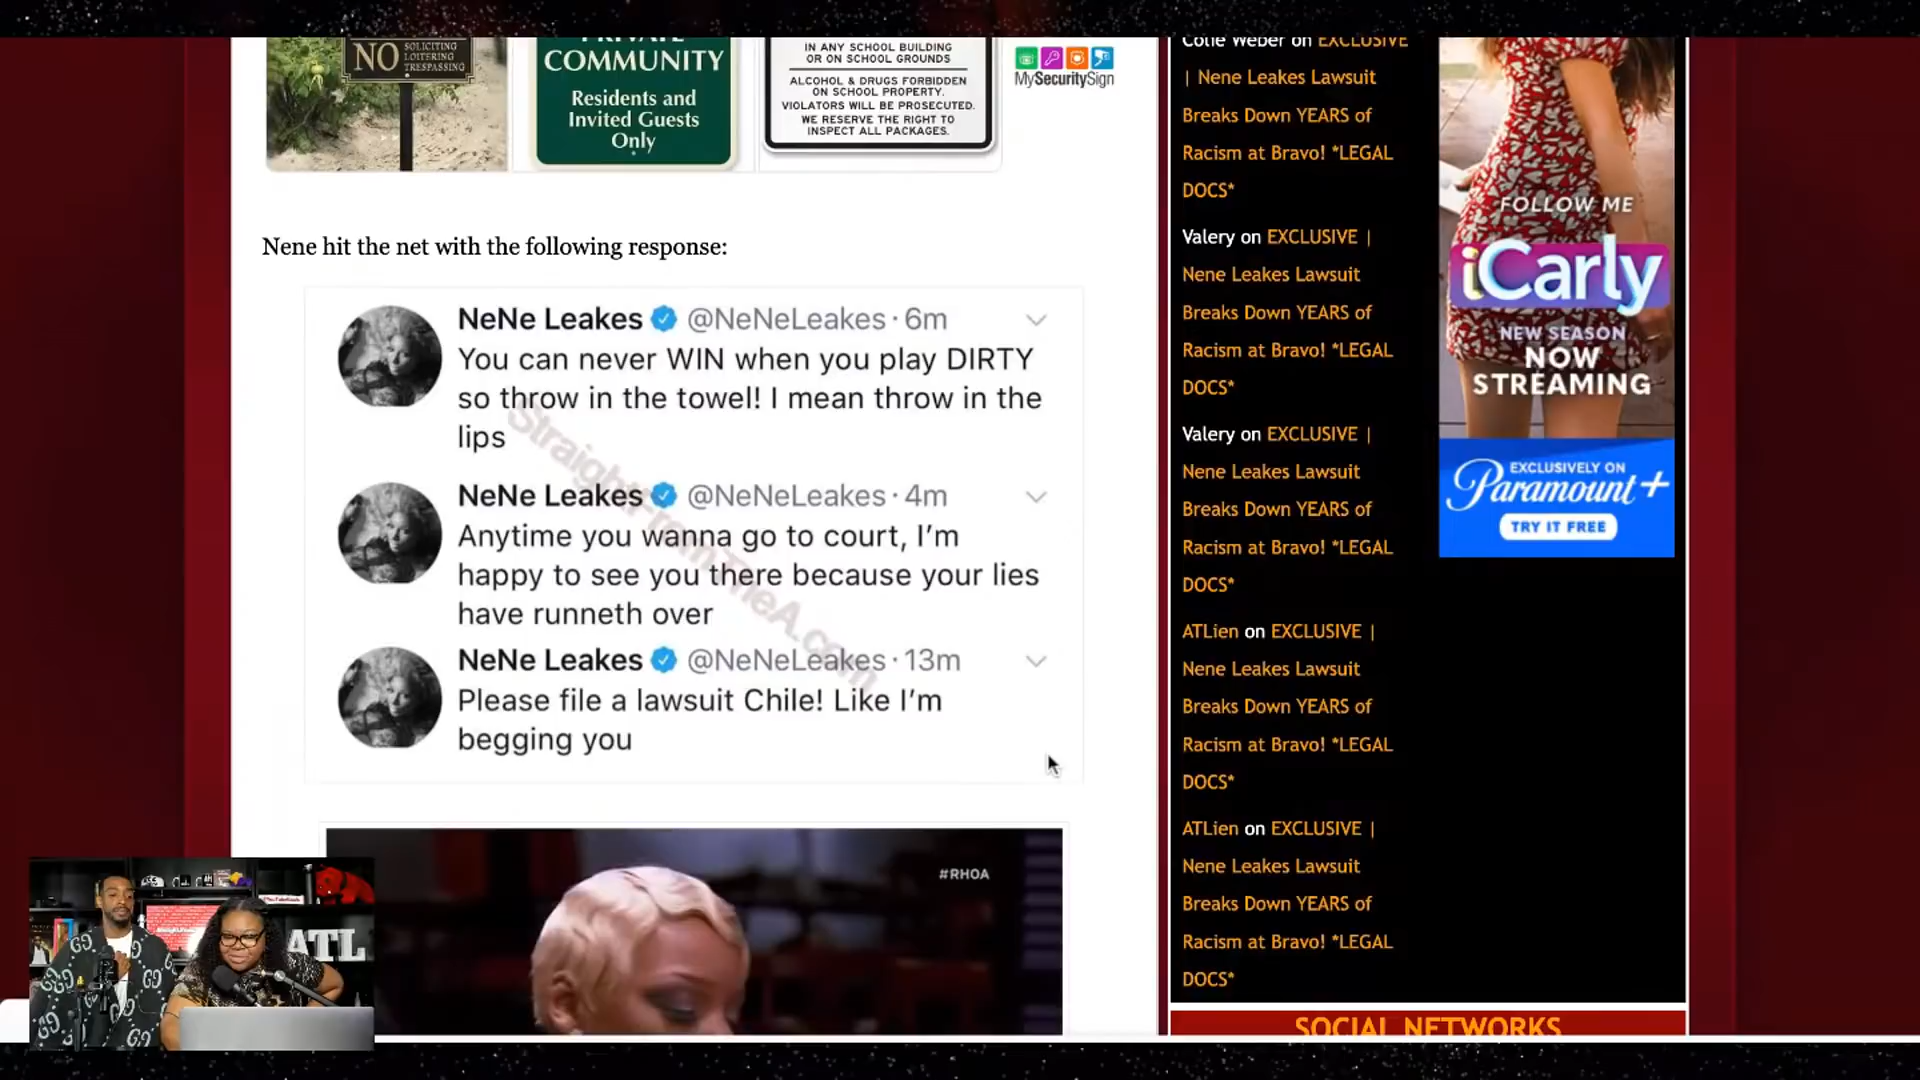 NO
SOLICITING
LOITERING
TRESPASSING
COMMUNITY
Residents and
Invited Guests
Only
IN ANY SCHOOL BUILDING
OR ON SCHOOL GROUNDS
ALCOHOL & DRUGS FORBIDDEN
ON SCHOOL PROPERTY.
VIOLATORS WILL BE PROSECUTED.
WE RESERVE THE RIGHT TO
INSPECT ALL PACKAGES.
MySecuritySign
Nene hit the net with the following response:
NeNe Leakes @NeNeLeakes · 6m
You can never WIN when you play DIRTY
so throw in the towel! I mean throw in the
lips
NeNe Leakes @NeNeLeakes · 4m
Anytime you wanna go to court, I’m
happy to see you there because your lies
have runneth over
NeNe Leakes @NeNeLeakes · 13m
Please file a lawsuit Chile! Like I’m
begging you
StraightFromTheA.com
#RHOA
ATL
Colie Weber on EXCLUSIVE
| Nene Leakes Lawsuit
Breaks Down YEARS of
Racism at Bravo! *LEGAL
DOCS*
Valery on EXCLUSIVE |
Nene Leakes Lawsuit
Breaks Down YEARS of
Racism at Bravo! *LEGAL
DOCS*
Valery on EXCLUSIVE |
Nene Leakes Lawsuit
Breaks Down YEARS of
Racism at Bravo! *LEGAL
DOCS*
ATLien on EXCLUSIVE |
Nene Leakes Lawsuit
Breaks Down YEARS of
Racism at Bravo! *LEGAL
DOCS*
ATLien on EXCLUSIVE |
Nene Leakes Lawsuit
Breaks Down YEARS of
Racism at Bravo! *LEGAL
DOCS*
SOCIAL NETWORKS
FOLLOW ME
iCarly
NEW SEASON
NOW
STREAMING
EXCLUSIVELY ON
Paramount+
TRY IT FREE